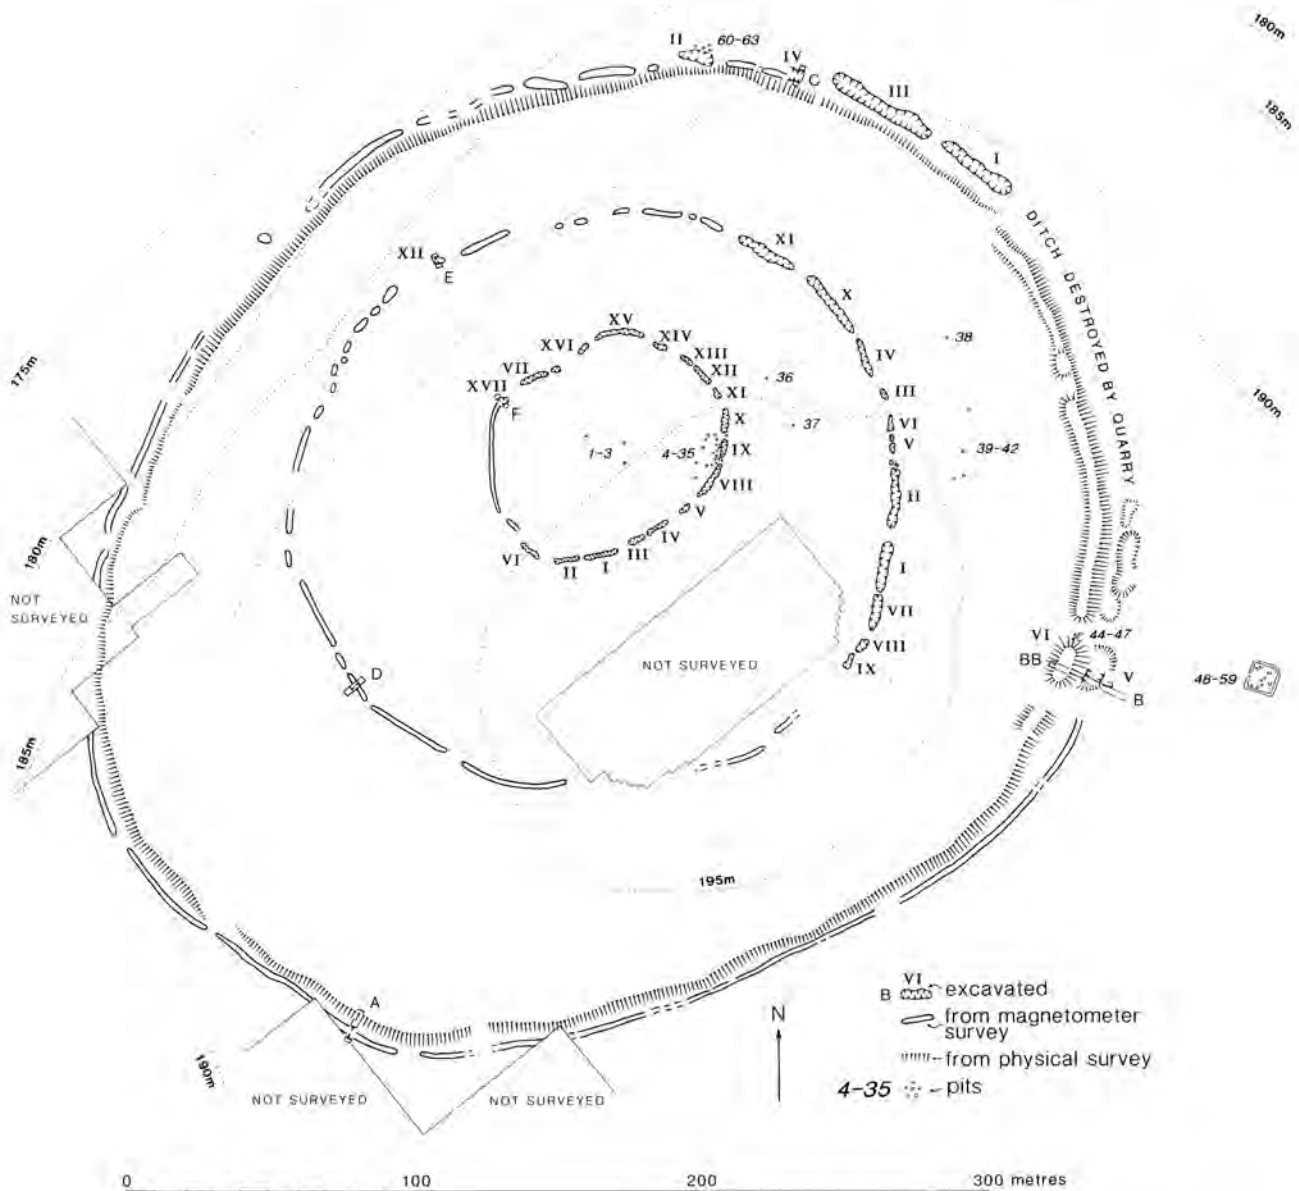 180m
II
60-63
IV
C
III
185m
I
DITCH DESTROYED BY QUARRY
XI
XII
E
X
38
XV
XIV
XVI
XIII
IV
XII
VII
36
175m
XVII
XI
III
190m
F
X
37
VI
V
1-3
4-35
IX
39-42
VIII
II
V
IV
180m
VI
III
II
I
I
NOT
SURVEYED
VII
VI
44-47
NOT SURVEYED
VIII
BB
IX
D
V
48-59
B
185m
195m
VI
B
excavated
A
N
from magnetometer
survey
from physical survey
190m
4-35
pits
NOT SURVEYED
NOT SURVEYED
0
100
200
300 metres